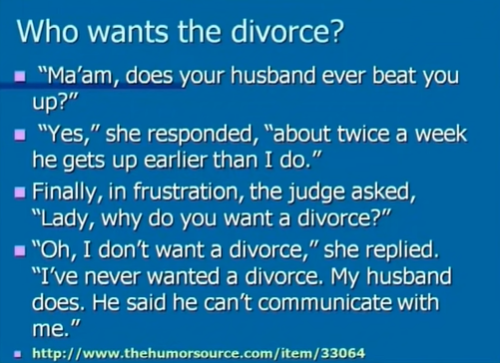 Who wants the divorce?
“Ma’am, does your husband ever beat you
up?”
“Yes,” she responded, “about twice a week
he gets up earlier than I do.”
Finally, in frustration, the judge asked,
“Lady, why do you want a divorce?”
“Oh, I don’t want a divorce,” she replied.
“I’ve never wanted a divorce. My husband
does. He said he can’t communicate with
me.”
http://www.thehumorsource.com/item/33064